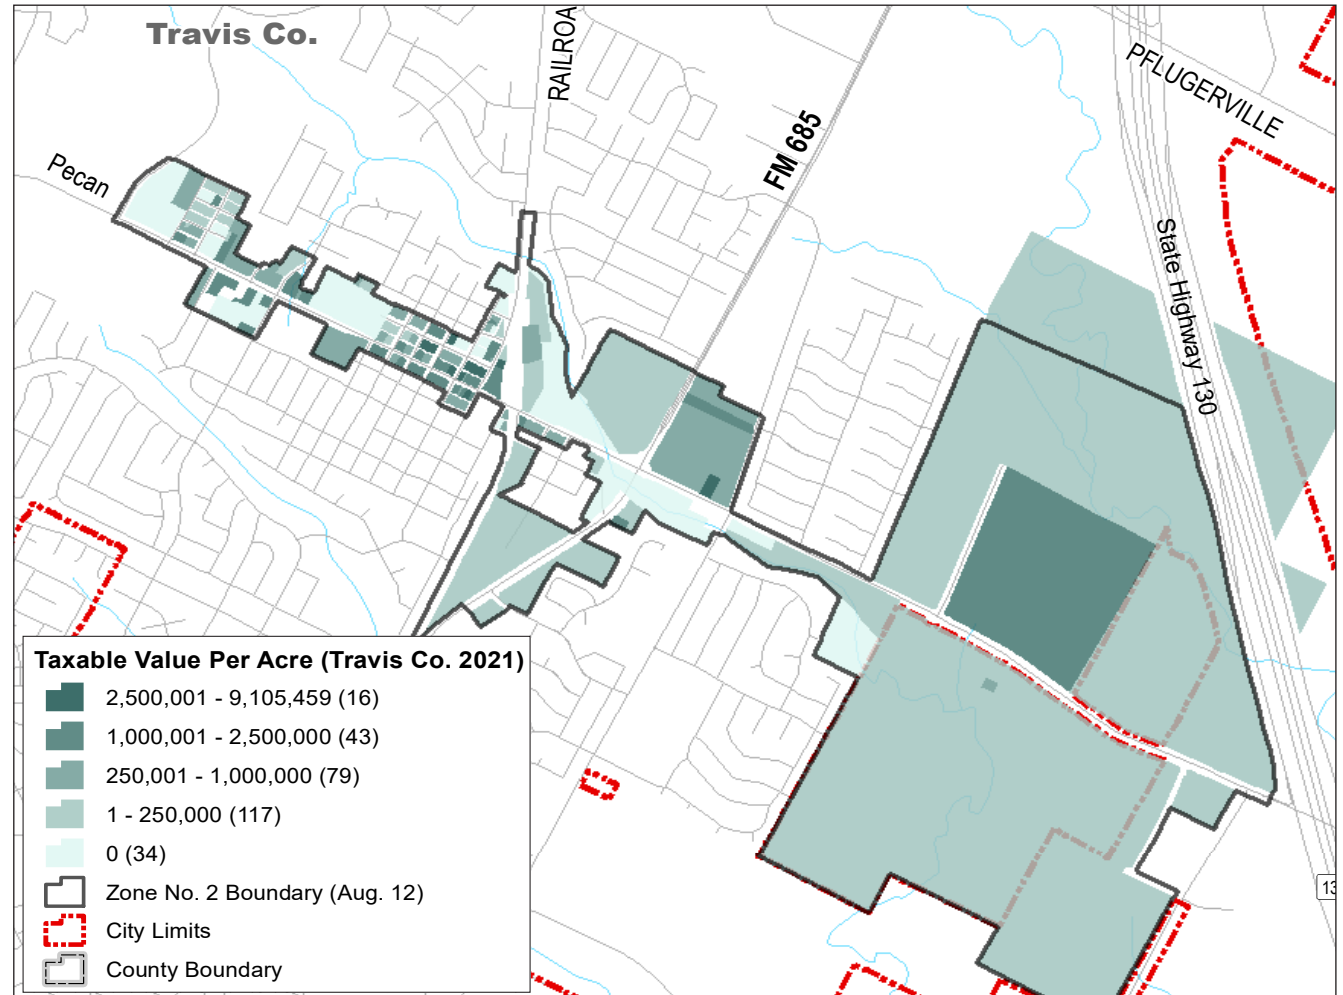 Travis Co.
RAILROA
PFLUGERVILLE
FM 685
Pecan
State Highway 130
Taxable Value Per Acre (Travis Co. 2021)
2,500,001 - 9,105,459 (16)
1,000,001 - 2,500,000 (43)
250,001 - 1,000,000 (79)
1 - 250,000 (117)
0 (34)
Zone No. 2 Boundary (Aug. 12)
City Limits
County Boundary
13